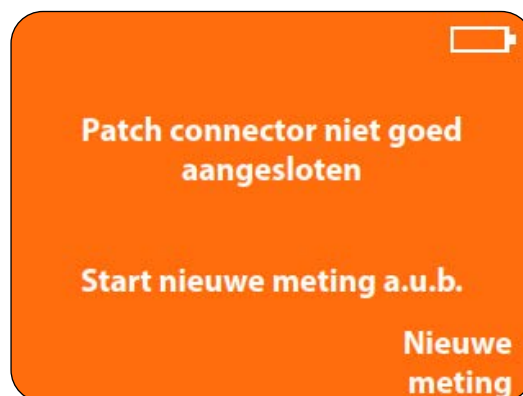 Patch connector niet goed
aangesloten
Start nieuwe meting a.u.b.
Nieuwe
meting